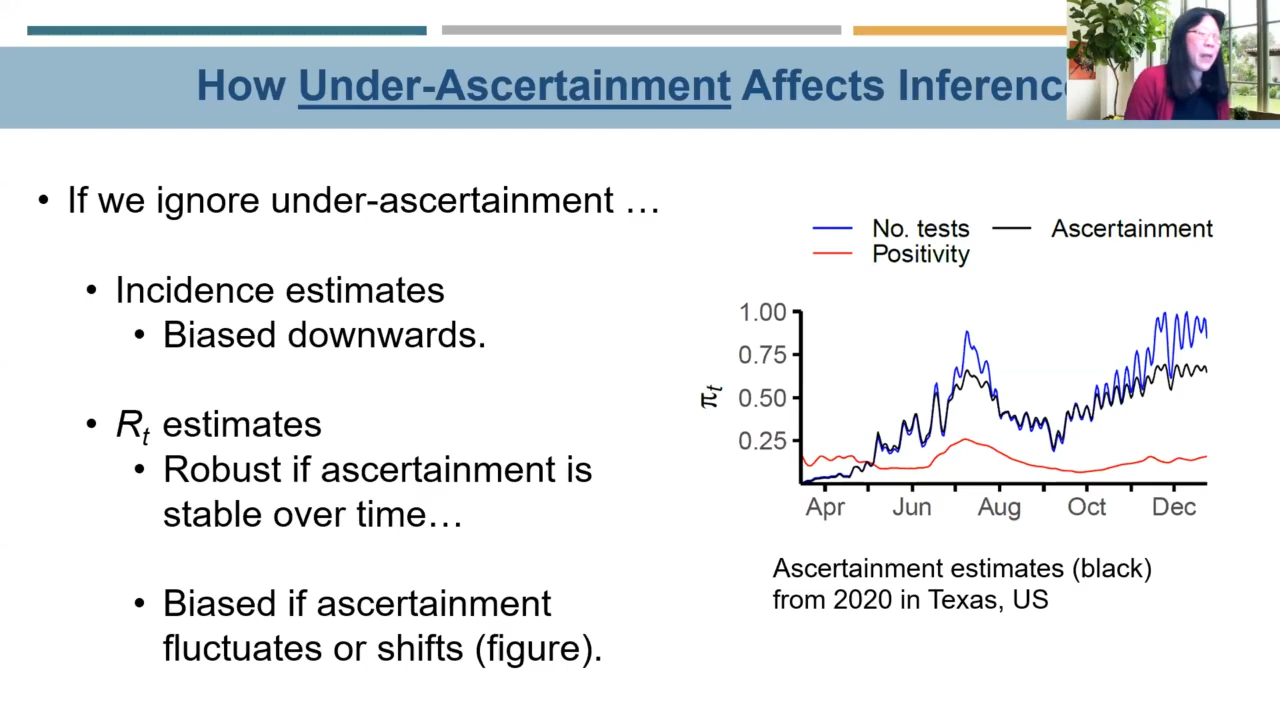 How Under-Ascertainment Affects Inference
• If we ignore under-ascertainment …
• Incidence estimates
• Biased downwards.
• Rt estimates
• Robust if ascertainment is
stable over time…
• Biased if ascertainment
fluctuates or shifts (figure).
No. tests
Ascertainment
Positivity
πt
1.00
0.75
0.50
0.25
Apr
Jun
Aug
Oct
Dec
Ascertainment estimates (black)
from 2020 in Texas, US